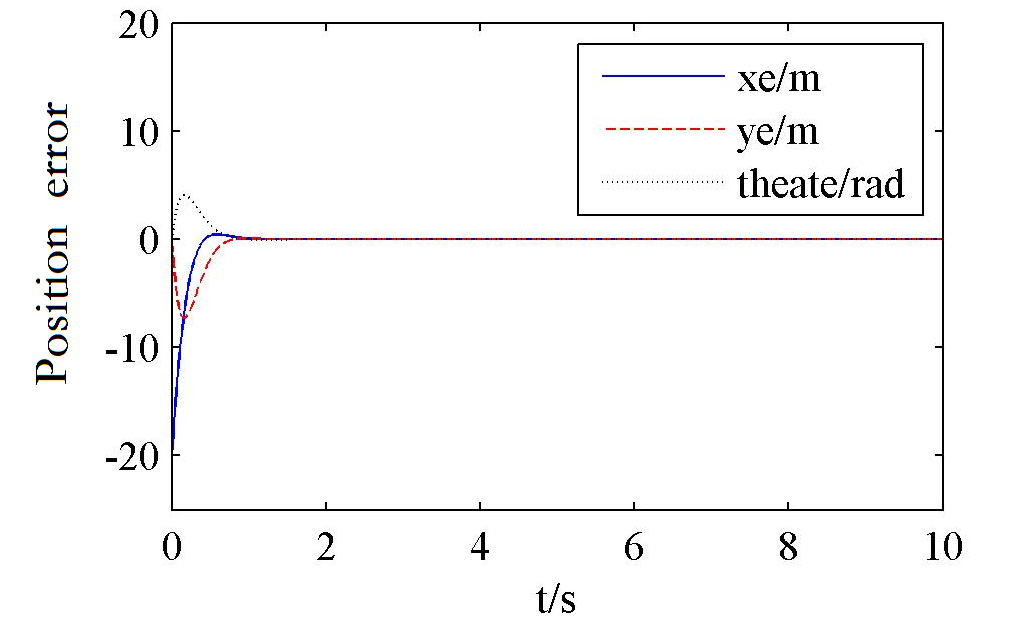 20
10
0
-10
-20
Position error
xe/m
ye/m
theate/rad
0 2 4 6 8 10
t/s